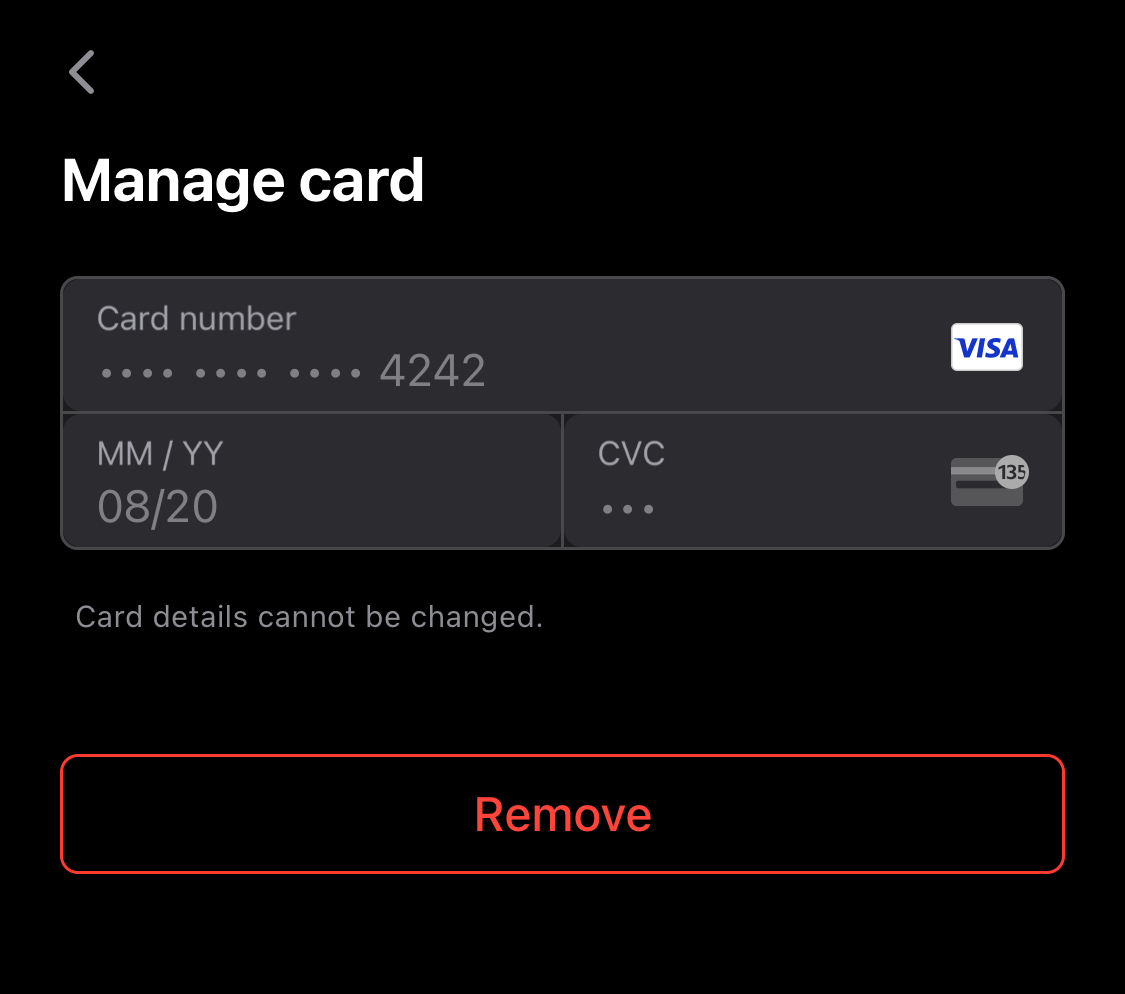 Manage card
Card number
•••• •••• •••• 4242
VISA
MM / YY
08/20
CVC
•••
135
Card details cannot be changed.
Remove